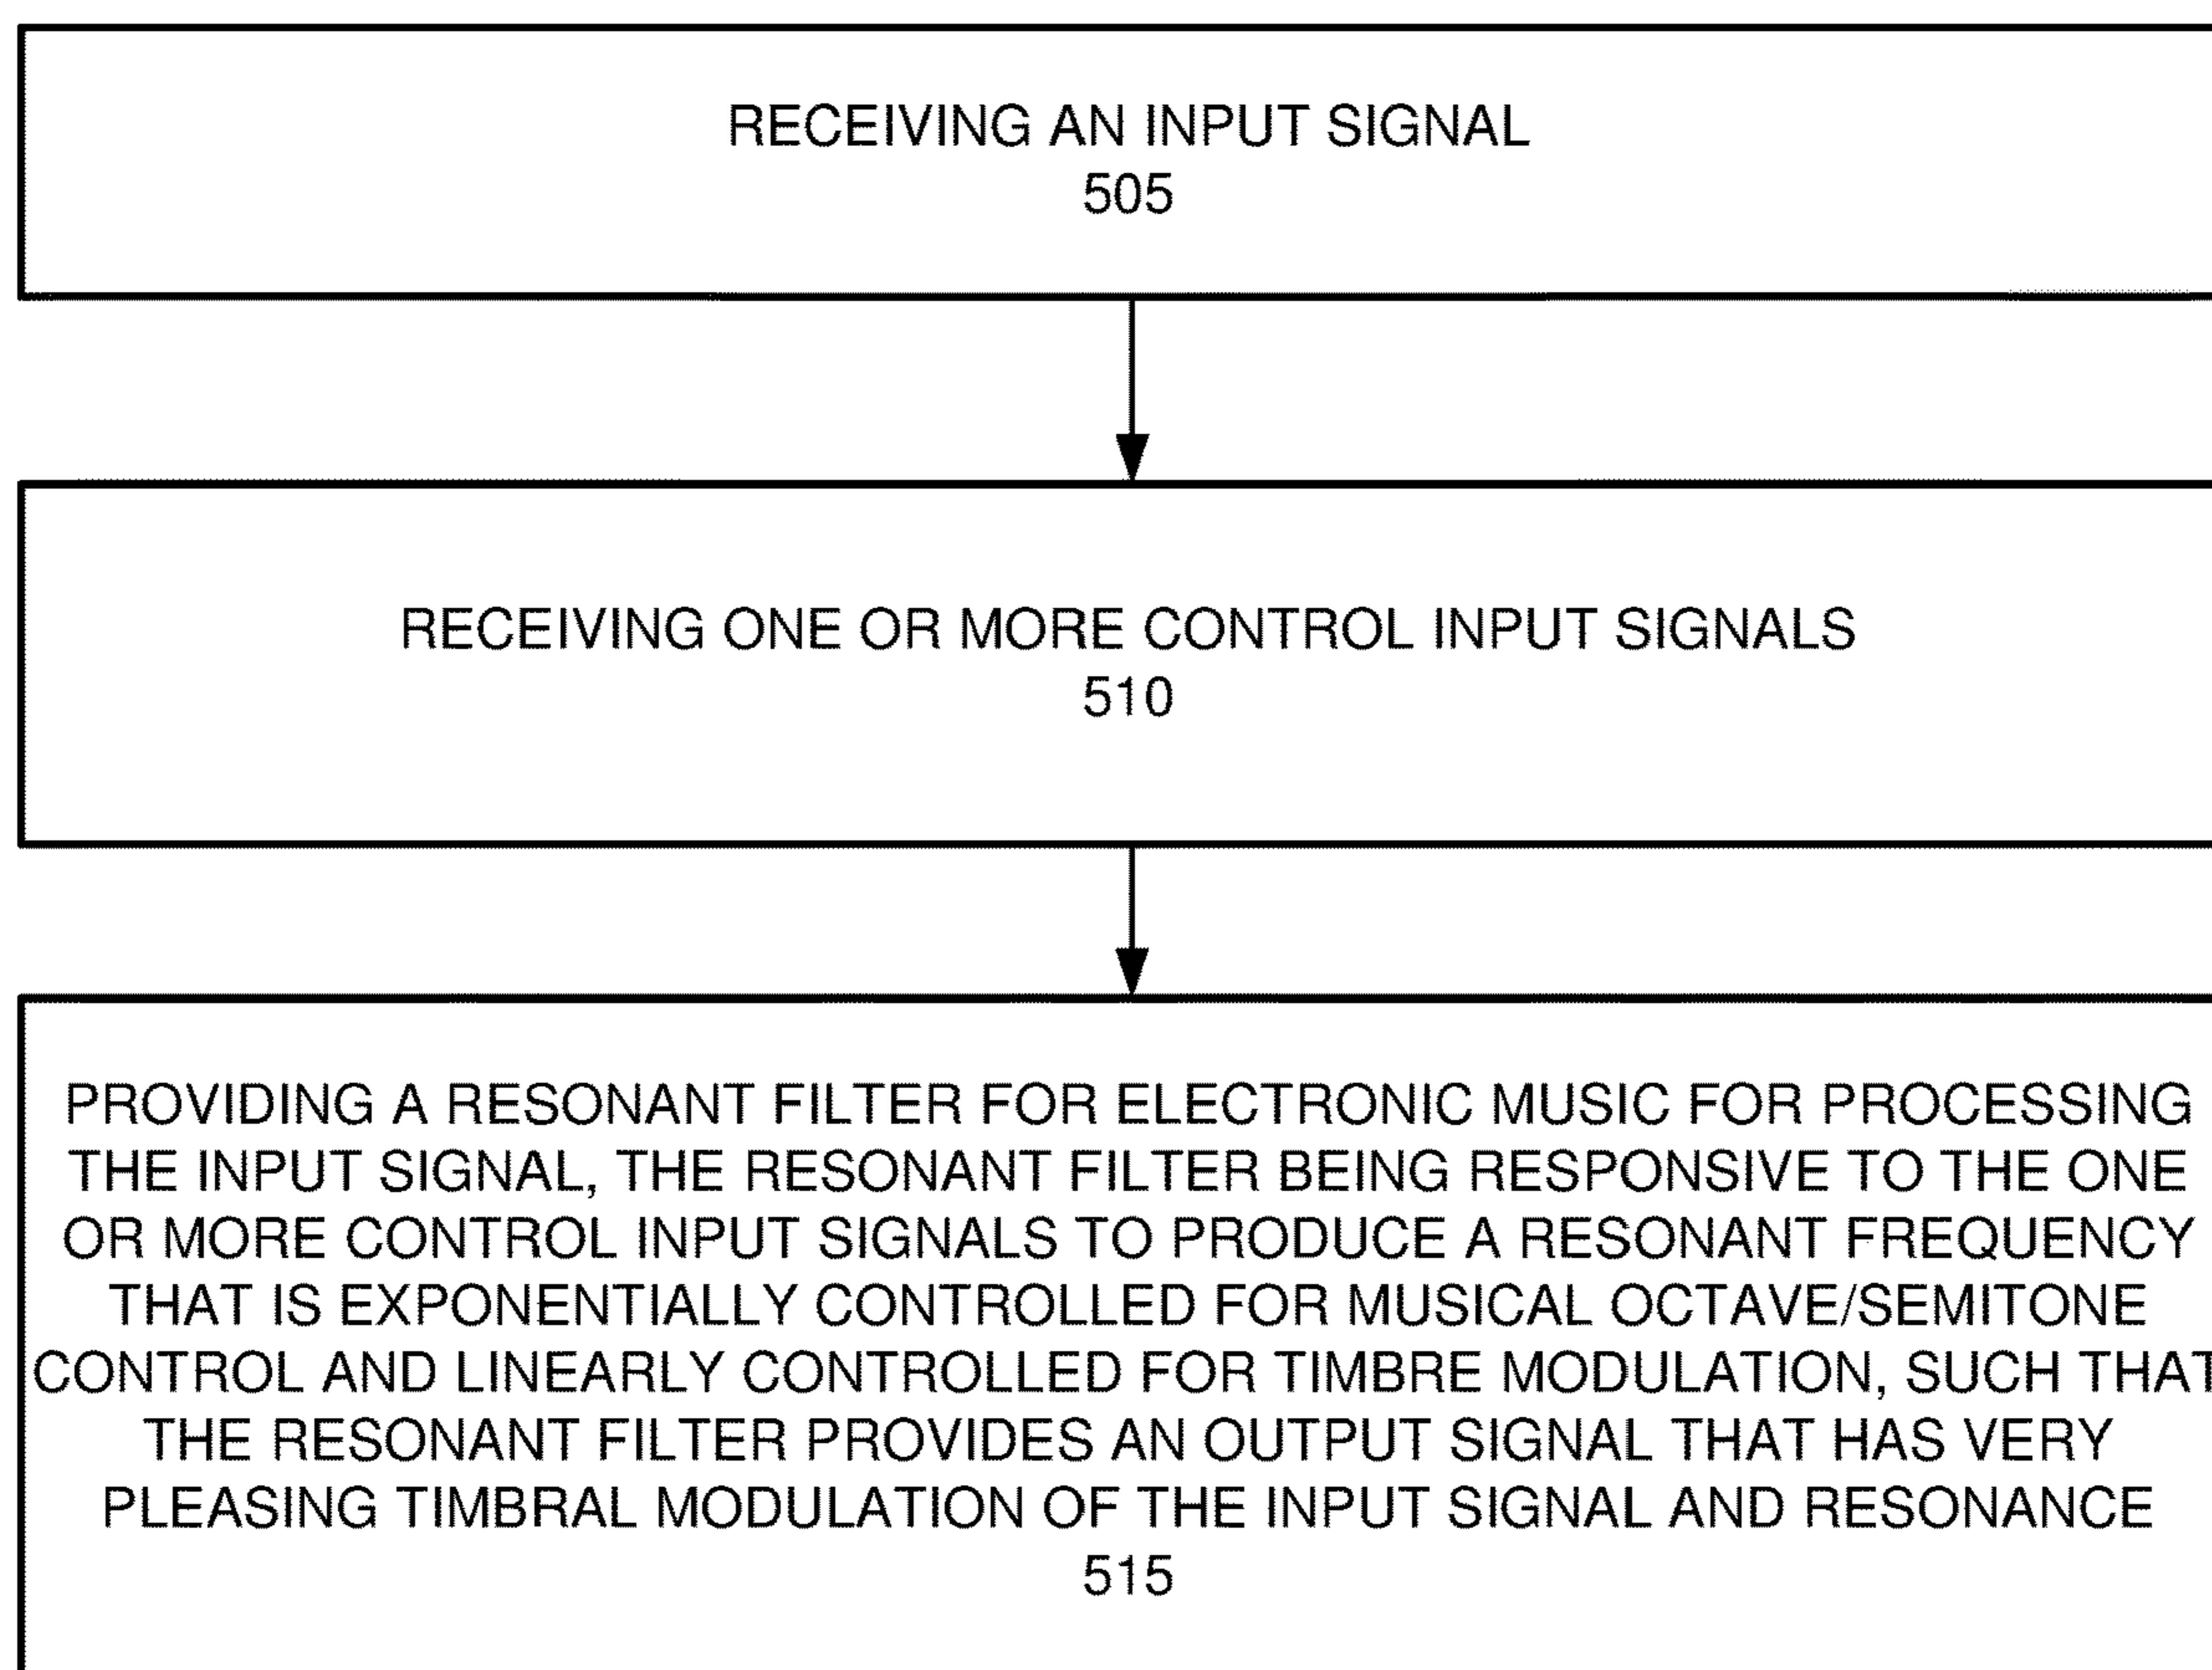 RECEIVING AN INPUT SIGNAL
505
RECEIVING ONE OR MORE CONTROL INPUT SIGNALS
510
PROVIDING A RESONANT FILTER FOR ELECTRONIC MUSIC FOR PROCESSING
THE INPUT SIGNAL, THE RESONANT FILTER BEING RESPONSIVE TO THE ONE
OR MORE CONTROL INPUT SIGNALS TO PRODUCE A RESONANT FREQUENCY
THAT IS EXPONENTIALLY CONTROLLED FOR MUSICAL OCTAVE/SEMITONE
CONTROL AND LINEARLY CONTROLLED FOR TIMBRE MODULATION, SUCH THAT
THE RESONANT FILTER PROVIDES AN OUTPUT SIGNAL THAT HAS VERY
PLEASING TIMBRAL MODULATION OF THE INPUT SIGNAL AND RESONANCE
515